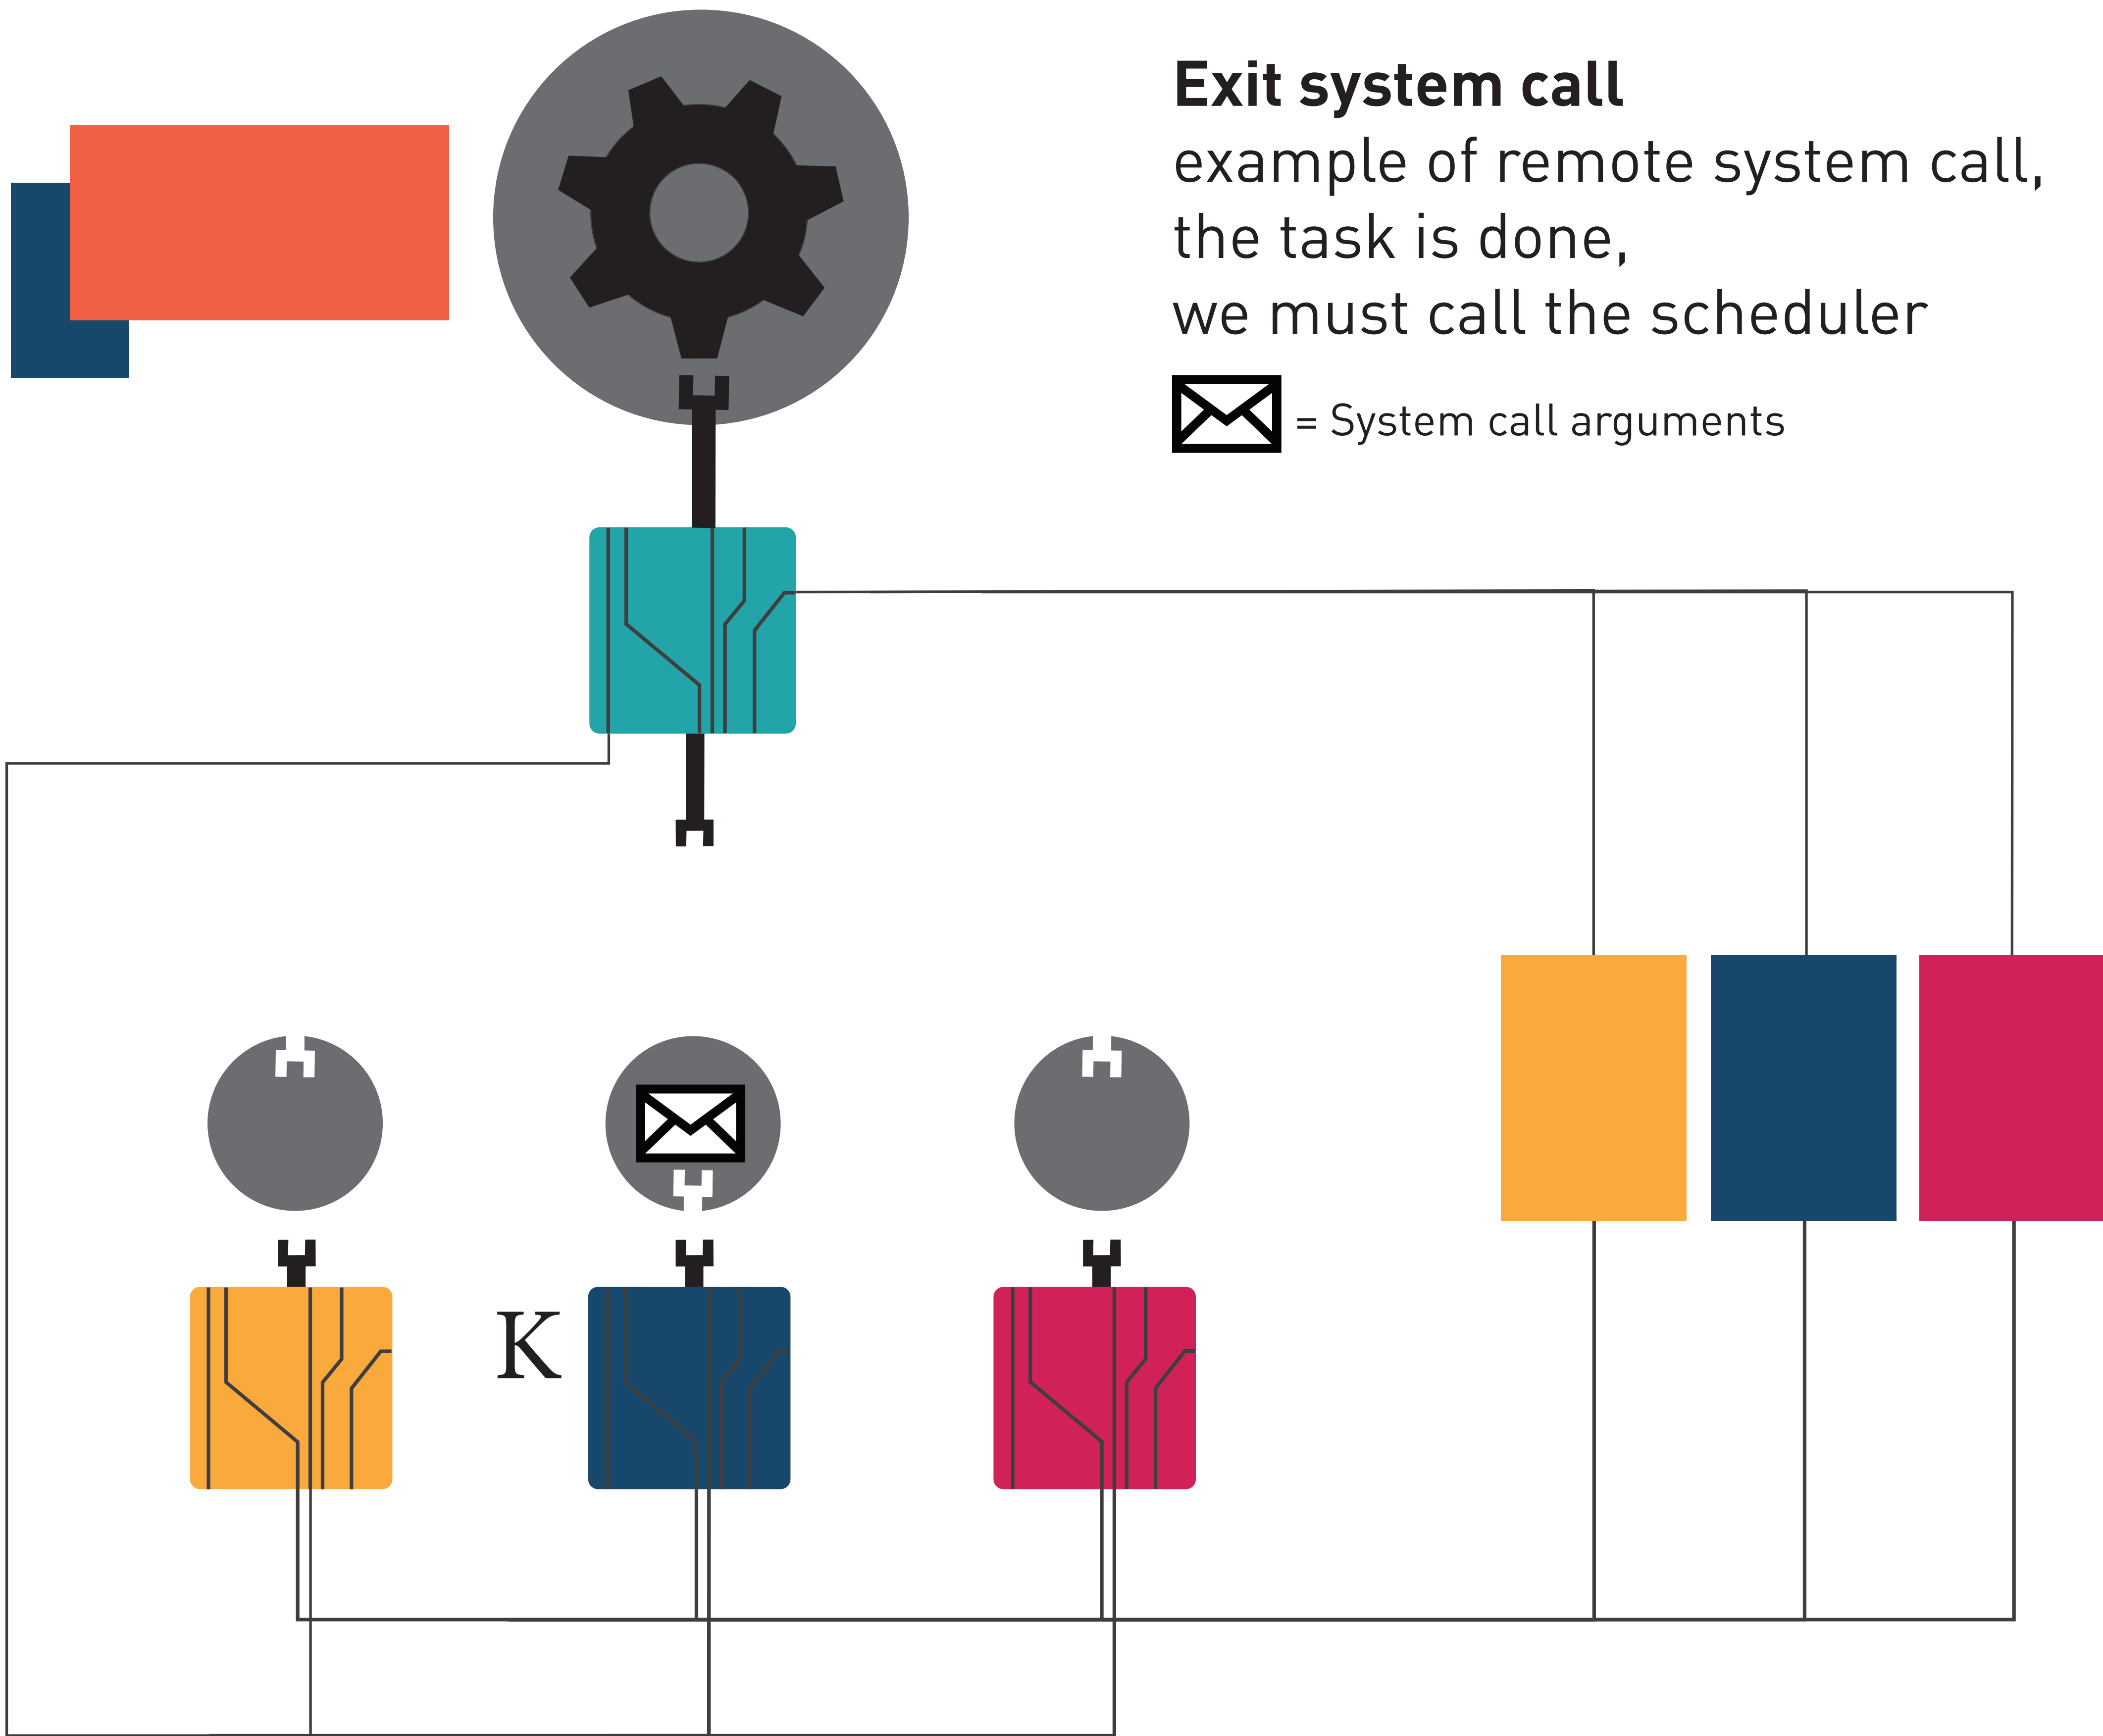 Exit system call
example of remote system call,
the task is done,
we must call the scheduler
= System call arguments
K